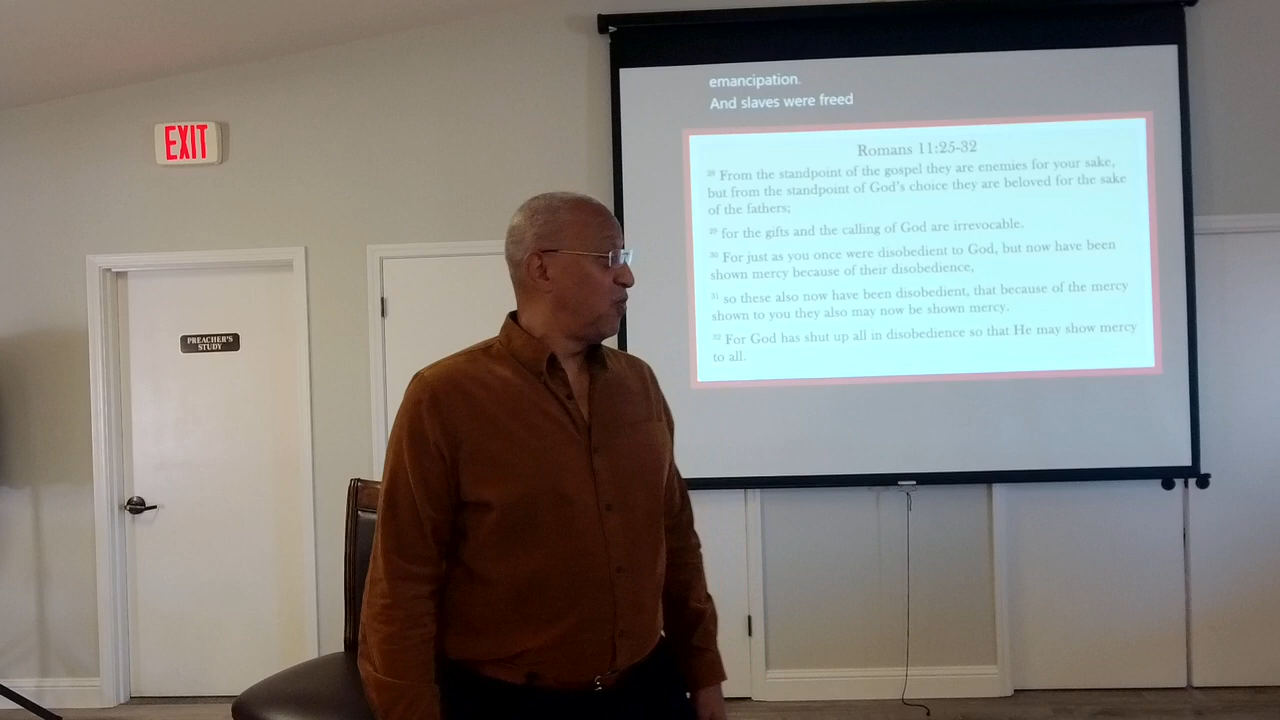 emancipation.
And slaves were freed
EXIT
Romans 11:25-32
28 From the standpoint of the gospel they are enemies for your sake,
but from the standpoint of God's choice they are beloved for the sake
of the fathers;
29 for the gifts and the calling of God are irrevocable.
30 For just as you once were disobedient to God, but now have been
shown mercy because of their disobedience,
31 so these also now have been disobedient, that because of the mercy
shown to you they also may now be shown mercy.
32 For God has shut up all in disobedience so that He may show mercy
to all.
PREACHER'S
STUDY